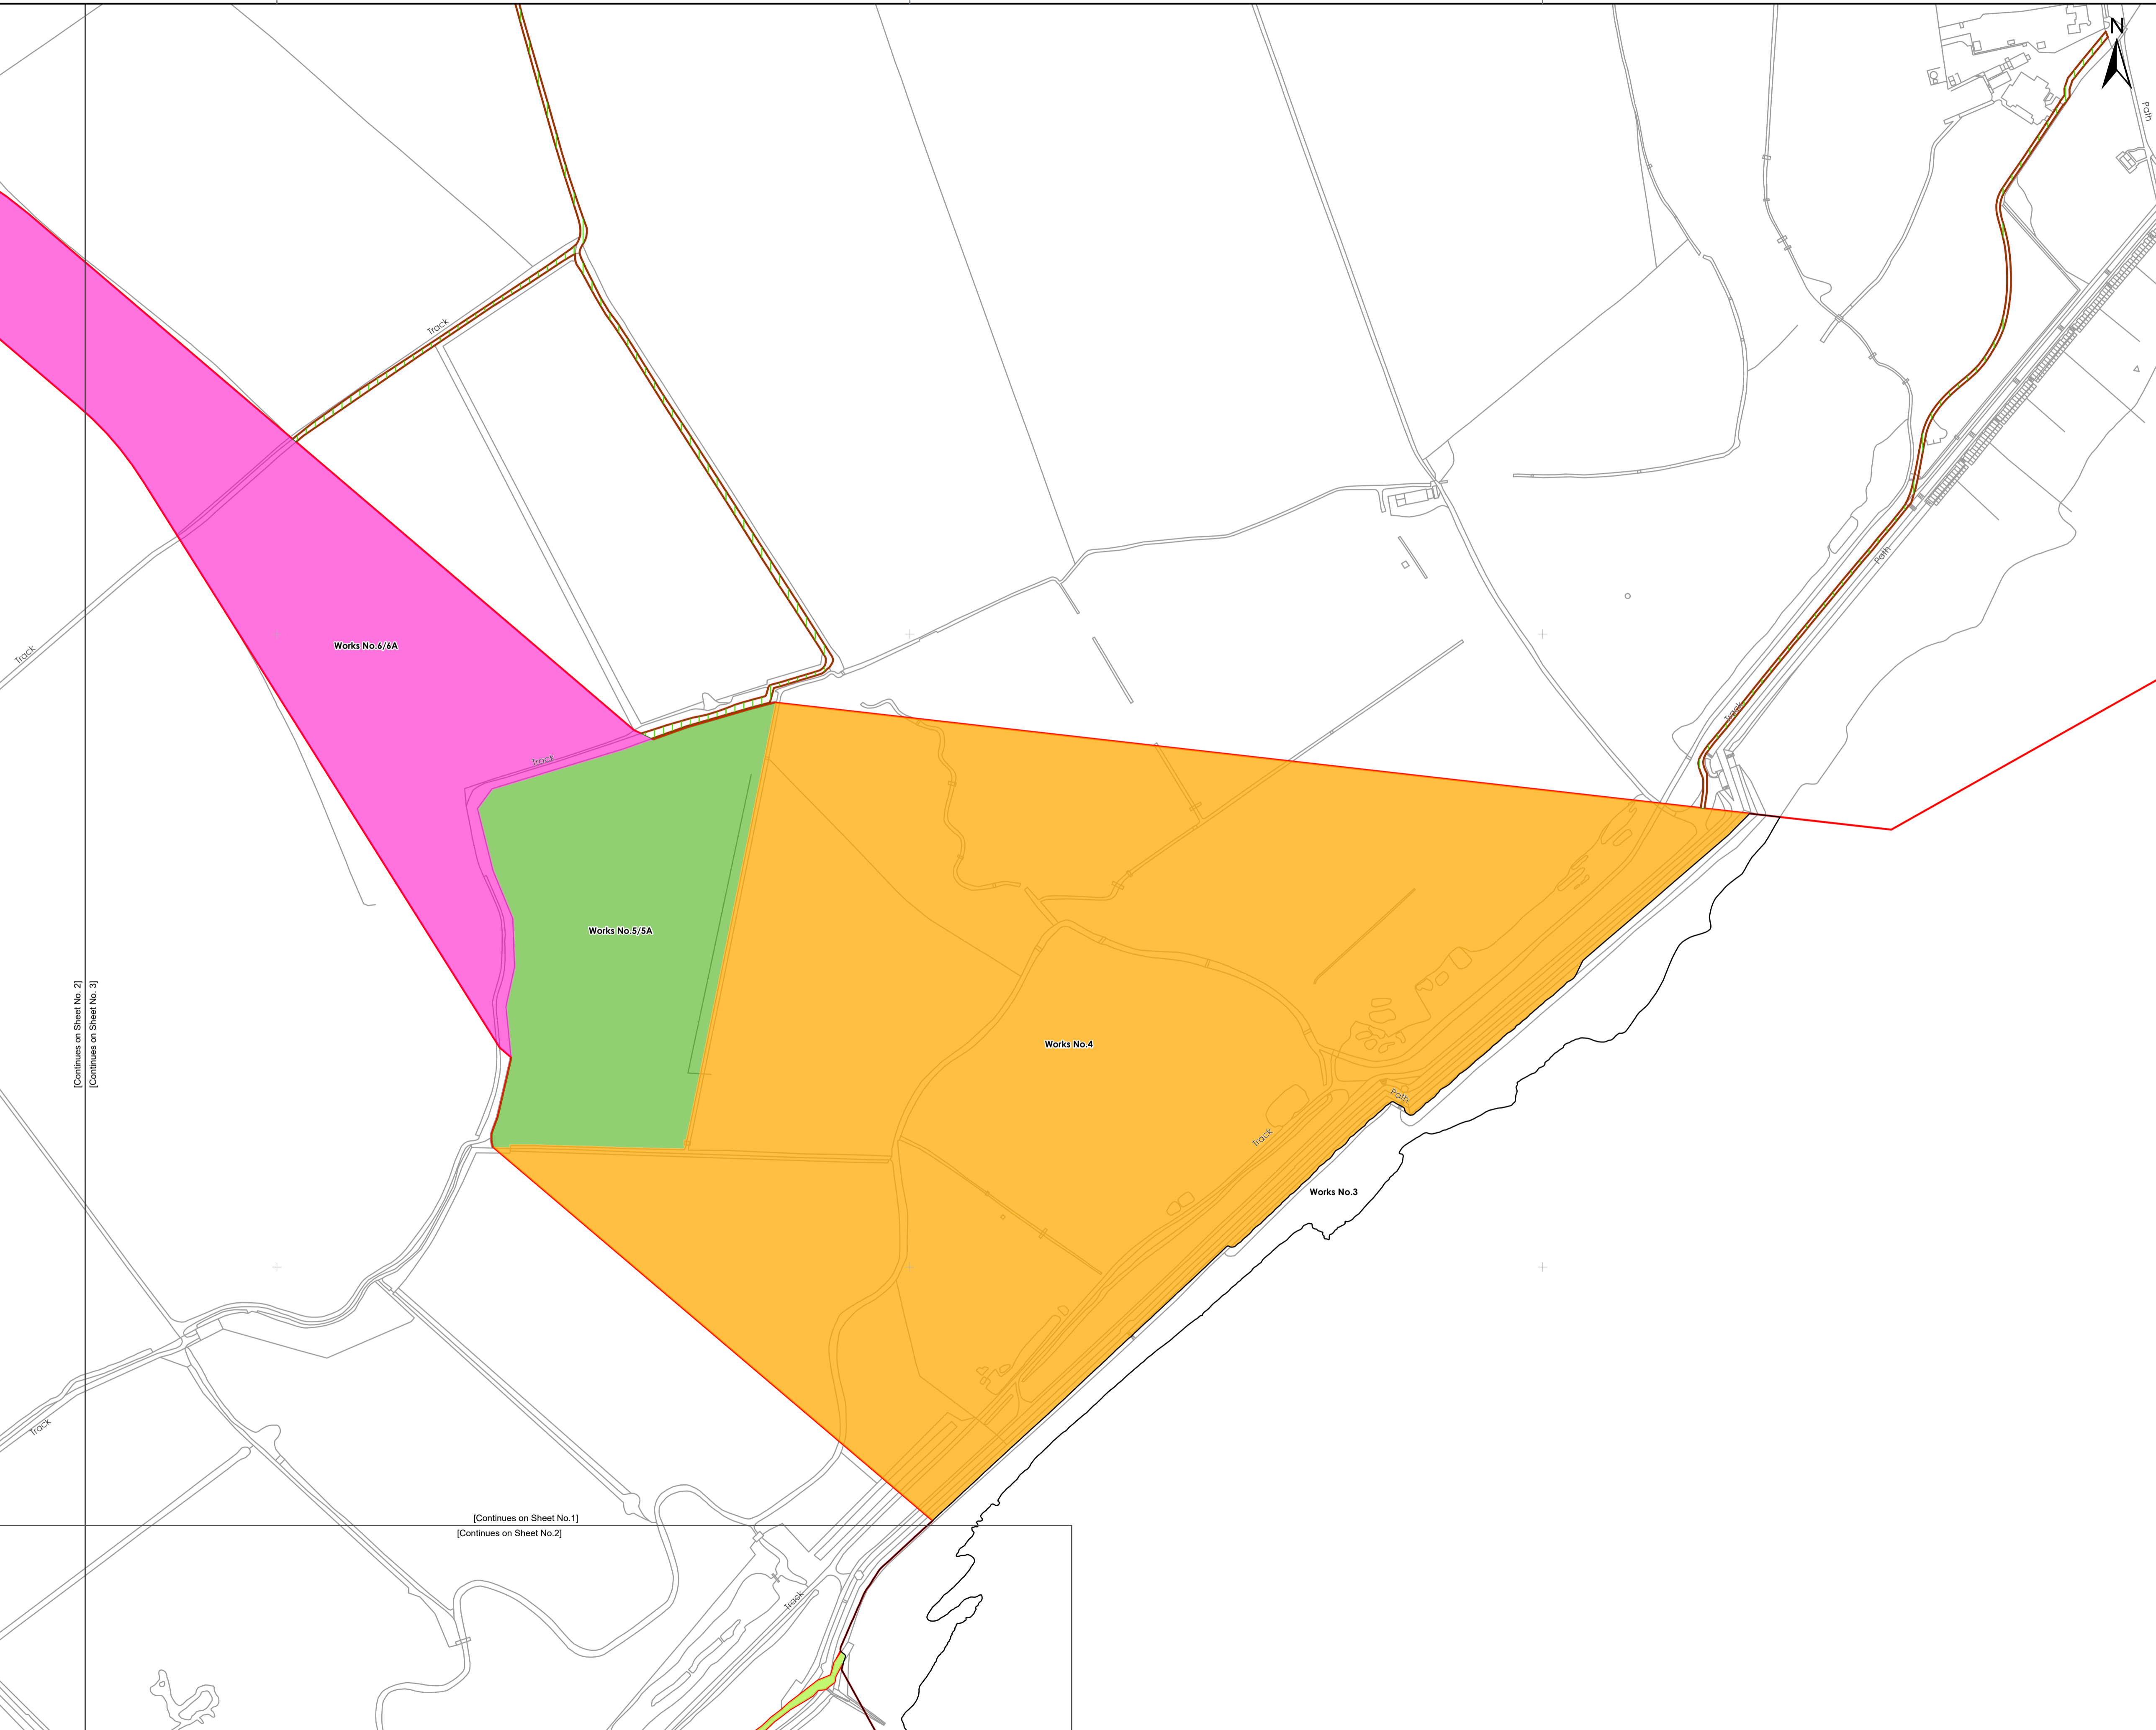 N
Path
Track
Works No.6/6A
Track
Path
Track
Track
Works No.5/5A
[Continues on Sheet No. 2]
[Continues on Sheet No. 3]
Works No.4
Path
Track
Works No.3
Track
[Continues on Sheet No.1]
[Continues on Sheet No.2]
Track